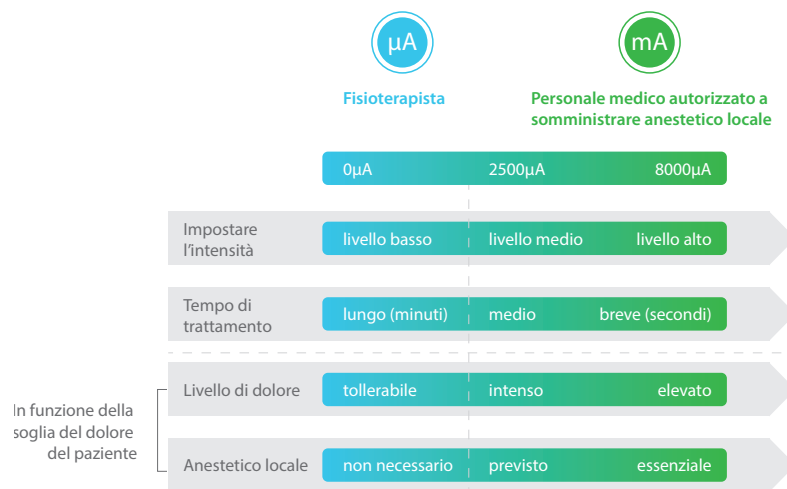 µA
mA
Fisioterapista
Personale medico autorizzato a
somministrare anestetico locale
0µA 2500µA 8000µA
Impostare
l'intensità
livello basso livello medio livello alto
Tempo di
trattamento
lungo (minuti) medio breve (secondi)
In funzione della
soglia del dolore
del paziente
Livello di dolore
tollerabile intenso elevato
Anestetico locale
non necessario previsto essenziale